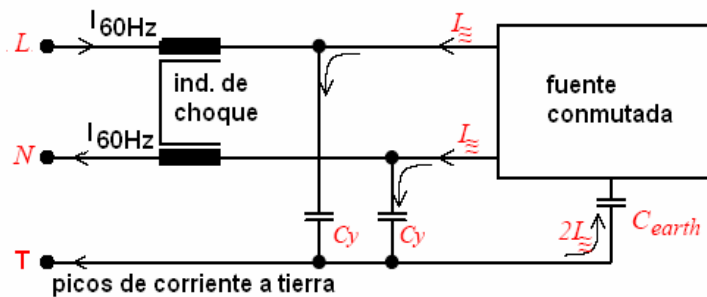 I60Hz
L
I≈
ind. de
choque
fuente
conmutada
I60Hz
N
I≈
Cy
Cy
2I≈
Cearth
T
picos de corriente a tierra